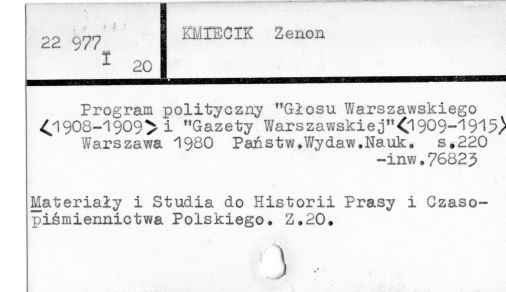 22 977
I
20
KMIECIK Zenon
Program polityczny "Głosu Warszawskiego
<1908-1909> i "Gazety Warszawskiej" <1909-1915>
Warszawa 1980 Państw.Wydaw.Nauk. s.220
-inw.76823
Materiały i Studia do Historii Prasy i Czaso-
piśmiennictwa Polskiego. Z.20.